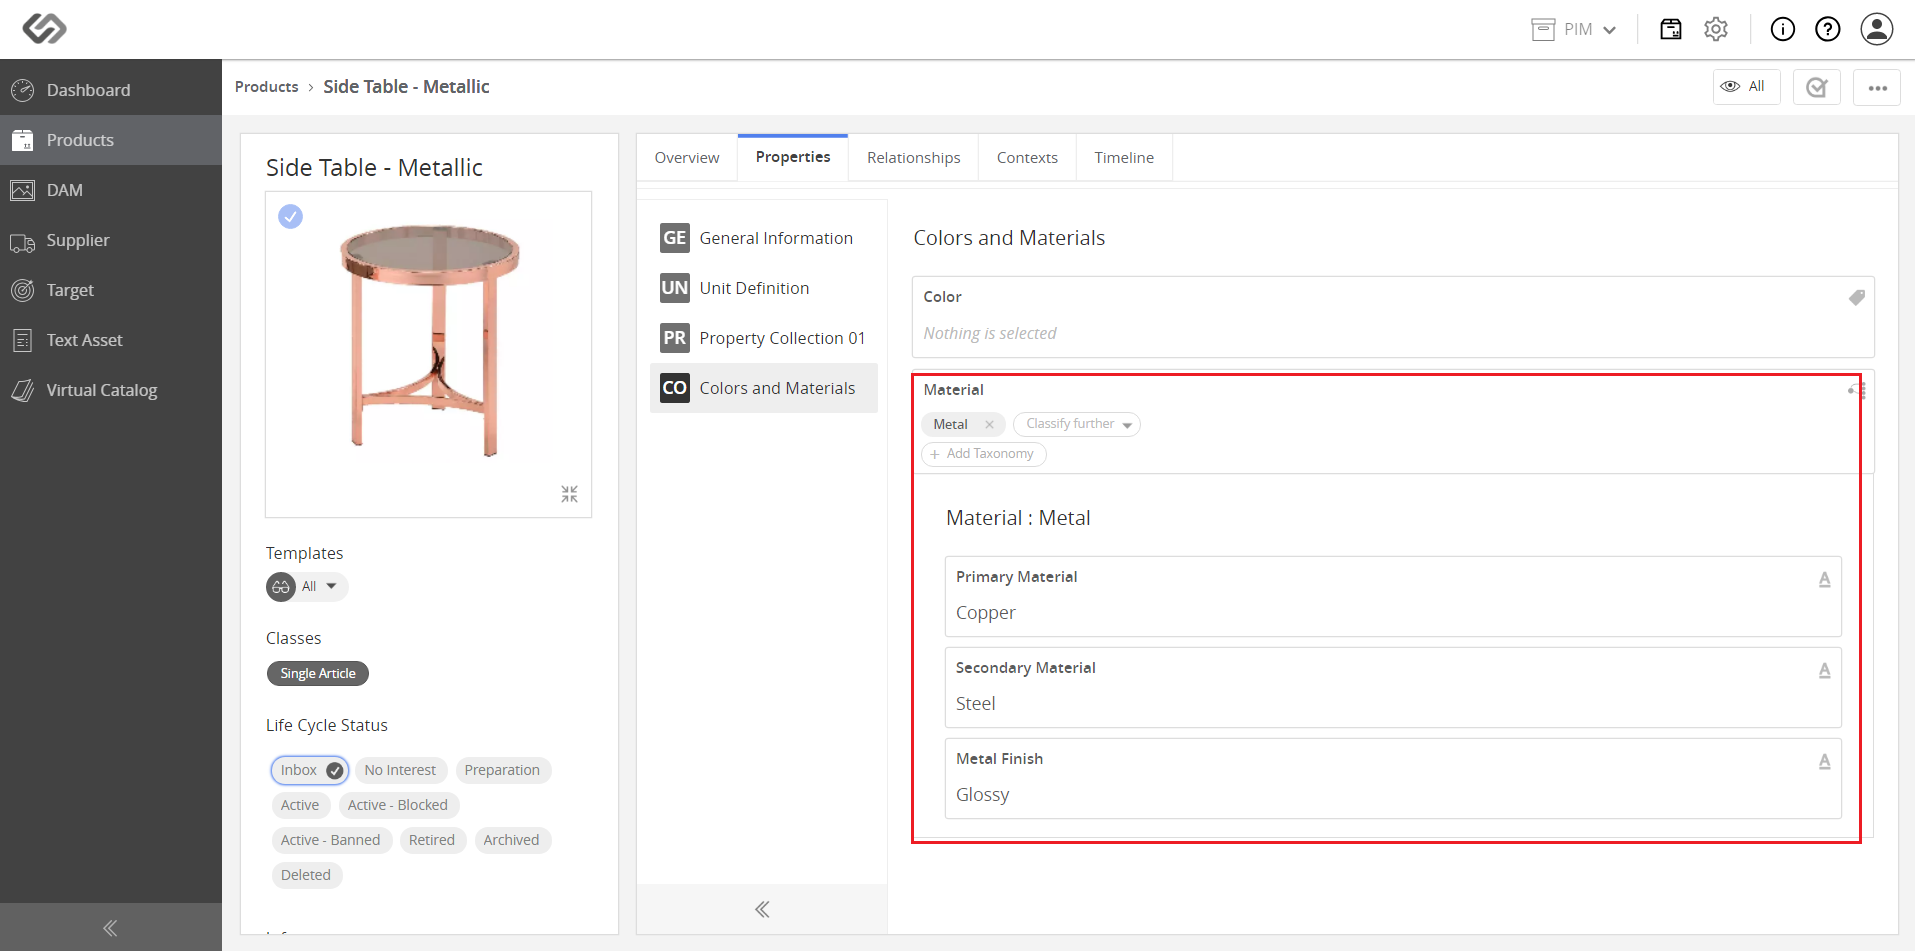 PIM
Dashboard
Products
DAM
Supplier
Target
Text Asset
Virtual Catalog
Products › Side Table - Metallic
All
Side Table - Metallic
Templates
All
Classes
Single Article
Life Cycle Status
Inbox No Interest Preparation
Active Active - Blocked
Active - Banned Retired Archived
Deleted
Overview Properties Relationships Contexts Timeline
GE General Information
UN Unit Definition
PR Property Collection 01
CO Colors and Materials
Colors and Materials
Color
Nothing is selected
Material
Metal × Classify further
+ Add Taxonomy
Material : Metal
Primary Material
A
Copper
Secondary Material
A
Steel
Metal Finish
A
Glossy